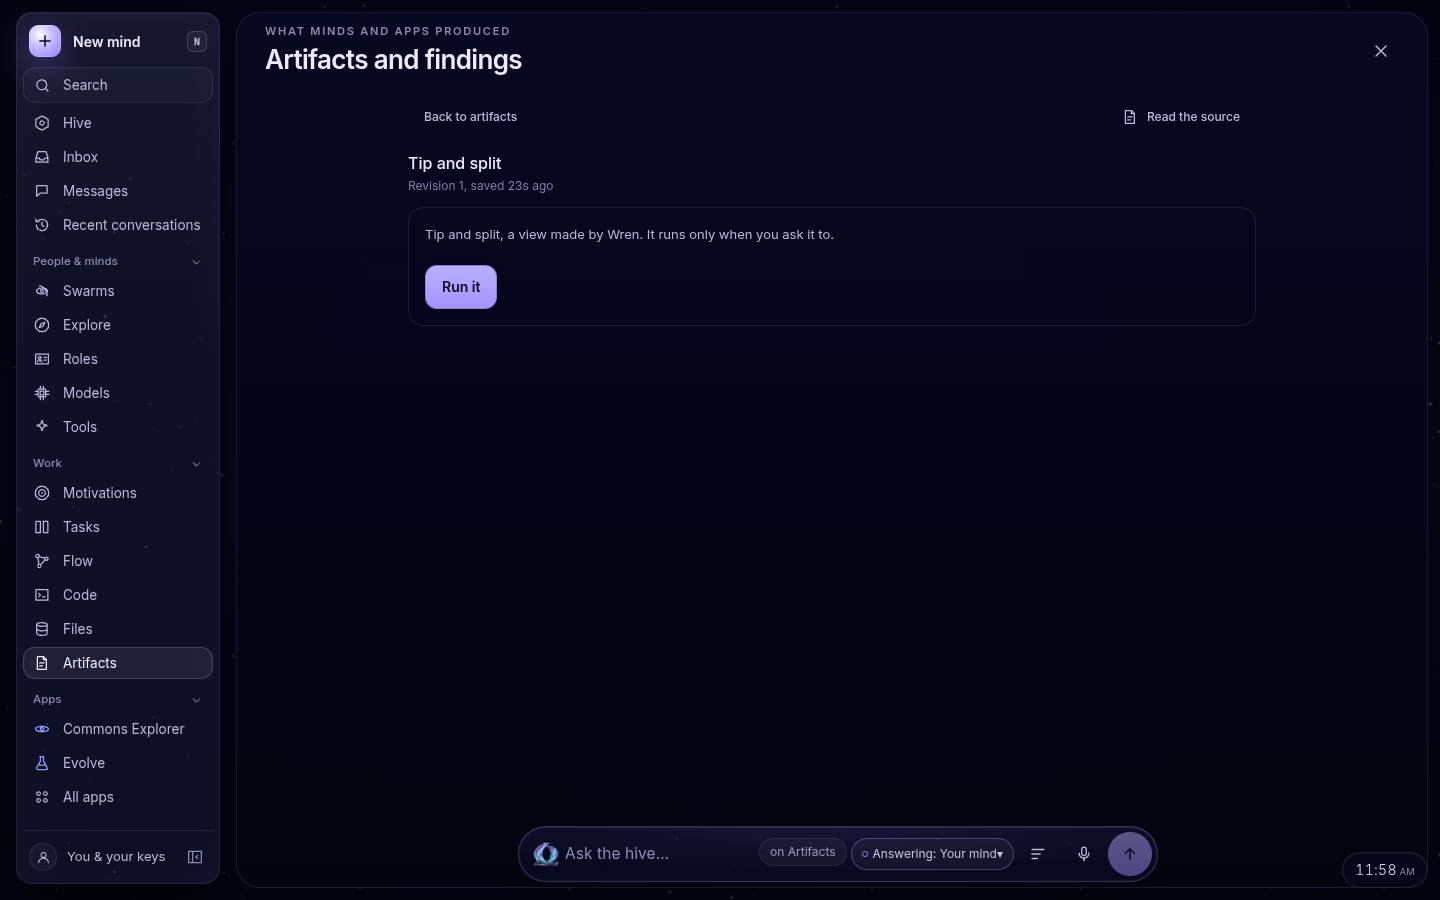 New mind
N
Search
Hive
Inbox
Messages
Recent conversations
People & minds
Swarms
Explore
Roles
Models
Tools
Work
Motivations
Tasks
Flow
Code
Files
Artifacts
Apps
Commons Explorer
Evolve
All apps
You & your keys
WHAT MINDS AND APPS PRODUCED
Artifacts and findings
Back to artifacts
Read the source
Tip and split
Revision 1, saved 23s ago
Tip and split, a view made by Wren. It runs only when you ask it to.
Run it
Ask the hive...
on Artifacts
Answering: Your mind▾
11:58 AM